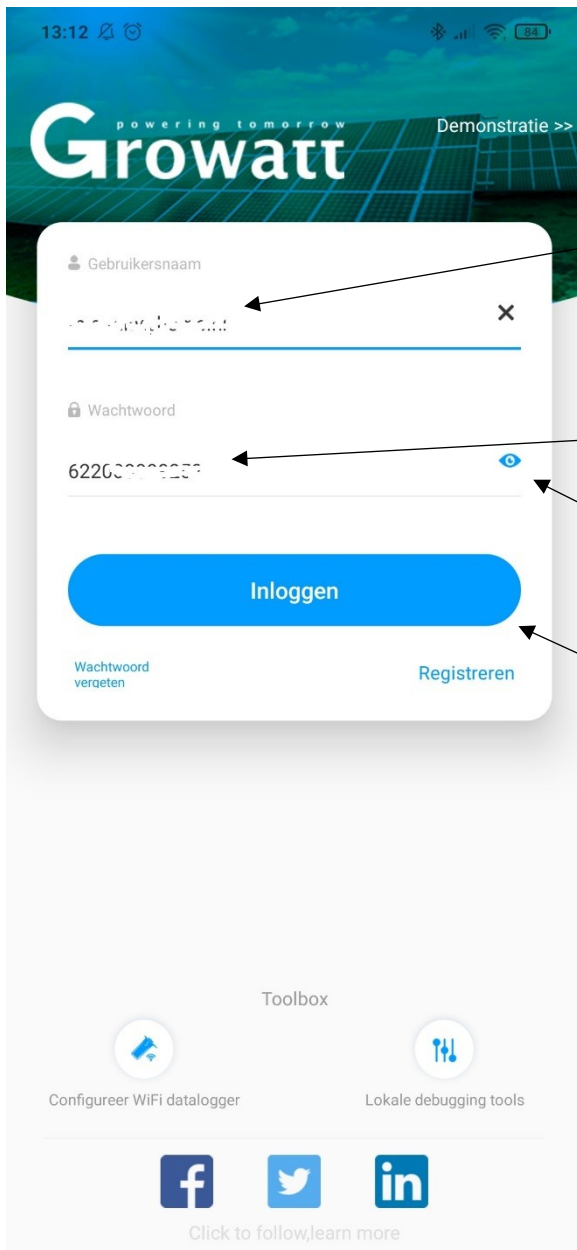 13:12
84
powering tomorrow
Growatt
Demonstratie >>
Gebruikersnaam
Wachtwoord
Inloggen
Wachtwoord
vergeten
Registreren
Toolbox
Configureer WiFi datalogger
Lokale debugging tools
f
in
Click to follow,learn more